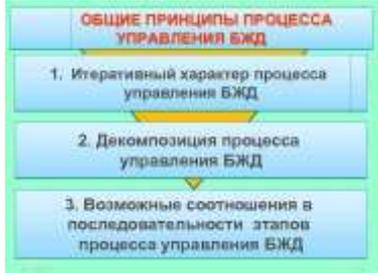 ОБЩИЕ ПРИНЦИПЫ ПРОЦЕССА
УПРАВЛЕНИЯ БЖД
1. Итеративный характер процесса
управления БЖД
2. Декомпозиция процесса
управления БЖД
3. Возможные соотношения в
последовательности этапов
процесса управления БЖД